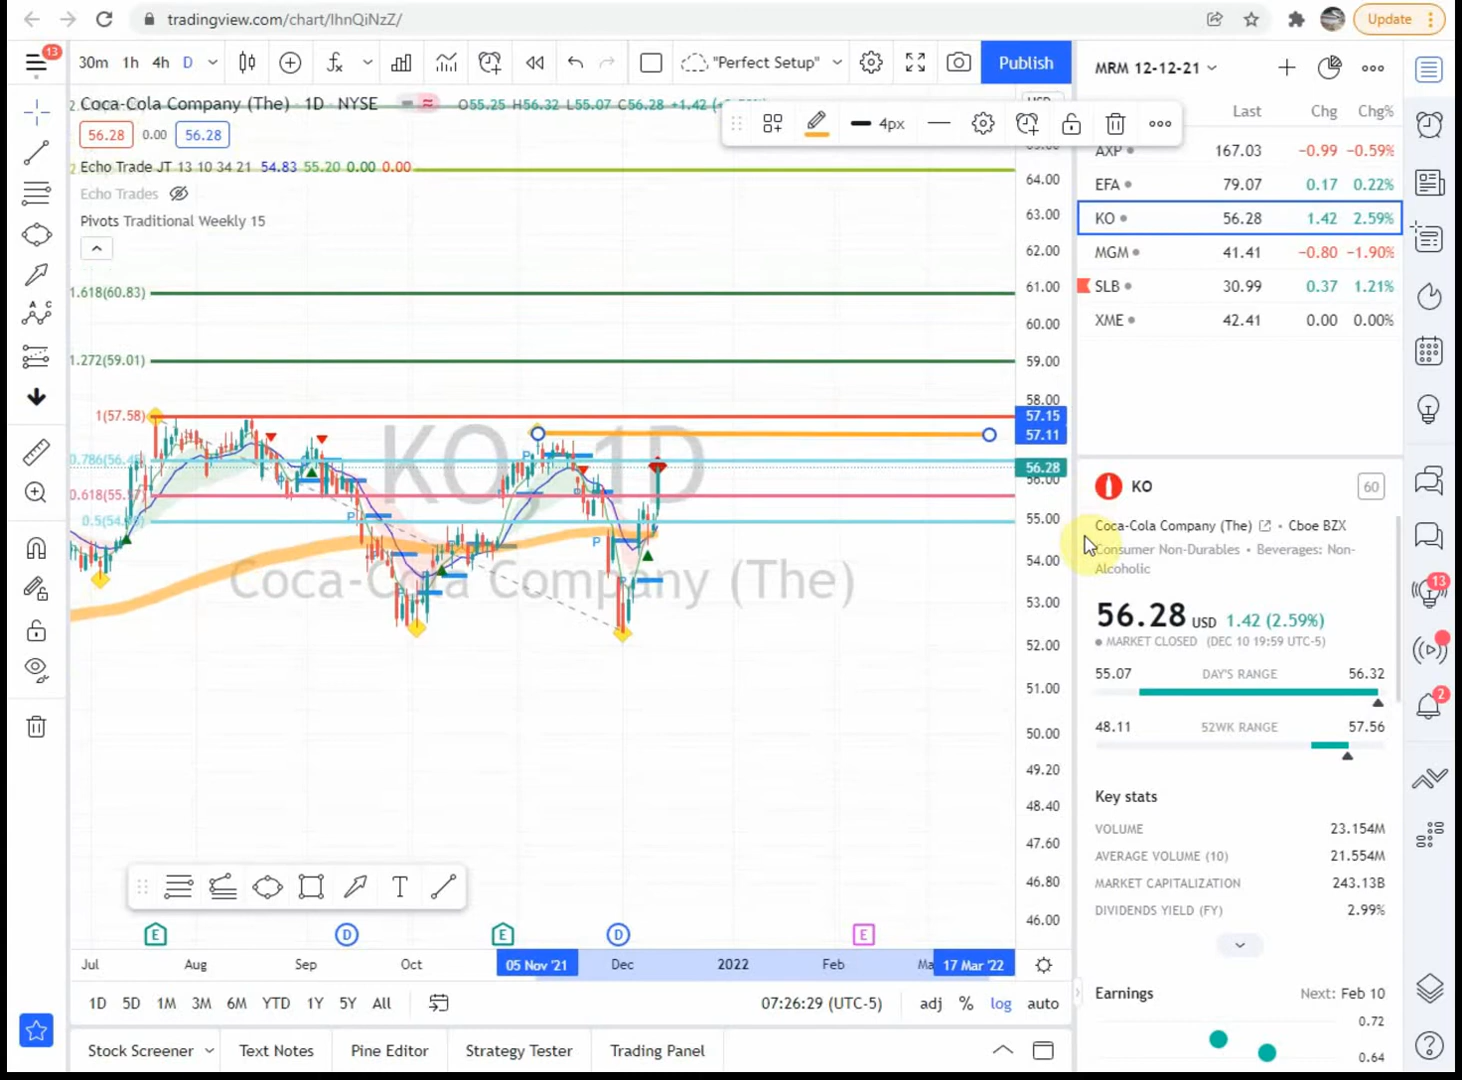 tradingview.com/chart/lhnQiNzZ/
Update
13
30m 1h 4h D
"Perfect Setup"
Publish
MRM 12-12-21
Coca-Cola Company (The) · 1D · NYSE
O55.25 H56.32 L55.07 C56.28 +1.42
4px
56.28 0.00 56.28
Echo Trade JT 13 10 34 21 54.83 55.20 0.00 0.00
Echo Trades
Pivots Traditional Weekly 15
Last Chg Chg%
AXP 167.03 −0.99 −0.59%
EFA 79.07 0.17 0.22%
KO 56.28 1.42 2.59%
MGM 41.41 −0.80 −1.90%
SLB 30.99 0.37 1.21%
XME 42.41 0.00 0.00%
64.00
63.00
62.00
61.00
60.00
59.00
58.00
57.15
57.11
56.28
56.00
55.00
54.00
53.00
52.00
51.00
50.00
49.20
48.40
47.60
46.80
46.00
1.618(60.83)
1.272(59.01)
1(57.58)
KO, 1D
Coca-Cola Company (The)
P
P
P
P
KO
60
Coca-Cola Company (The) • Cboe BZX
Consumer Non-Durables • Beverages: Non-
Alcoholic
56.28 USD 1.42 (2.59%)
MARKET CLOSED (DEC 10 19:59 UTC-5)
55.07 DAY'S RANGE 56.32
48.11 52WK RANGE 57.56
Key stats
VOLUME 23.154M
AVERAGE VOLUME (10) 21.554M
MARKET CAPITALIZATION 243.13B
DIVIDENDS YIELD (FY) 2.99%
Earnings Next: Feb 10
0.72
0.64
13
2
T
E D E D E
Jul Aug Sep Oct 05 Nov '21 Dec 2022 Feb 17 Mar '22
1D 5D 1M 3M 6M YTD 1Y 5Y All
07:26:29 (UTC-5) adj % log auto
Stock Screener Text Notes Pine Editor Strategy Tester Trading Panel